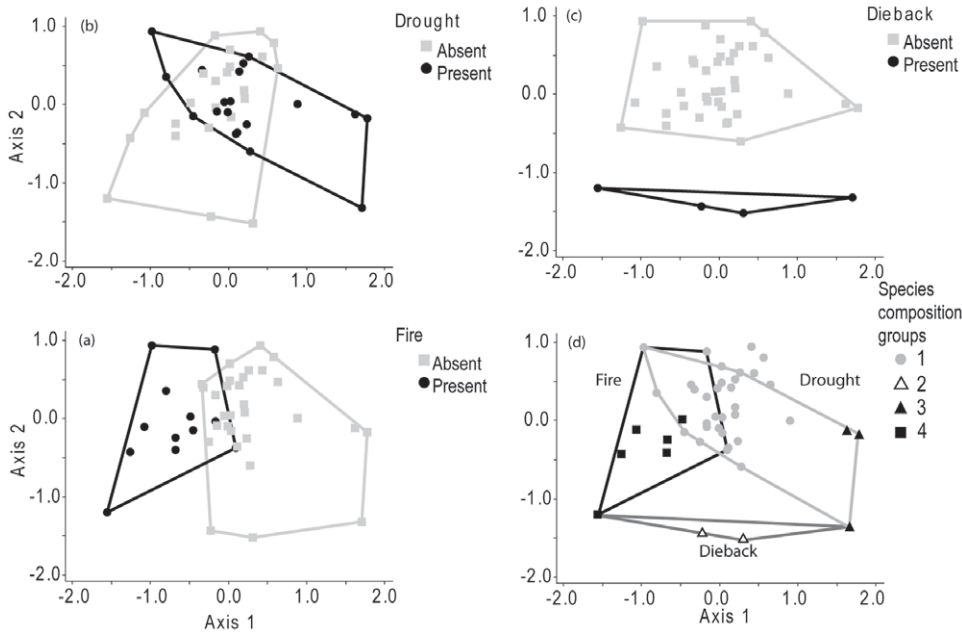 (b)
Drought
Absent
Present
1.0
0.0
-1.0
-2.0
Axis 2
-2.0 -1.0 0.0 1.0 2.0
(c)
Dieback
Absent
Present
1.0
0.0
-1.0
-2.0
-2.0 -1.0 0.0 1.0 2.0
(a)
Fire
Absent
Present
1.0
0.0
-1.0
-2.0
Axis 2
-2.0 -1.0 0.0 1.0 2.0
Axis 1
(d)
Species
composition
groups
1
2
3
4
Fire
Drought
Dieback
1.0
0.0
-1.0
-2.0
-2.0 -1.0 0.0 1.0 2.0
Axis 1